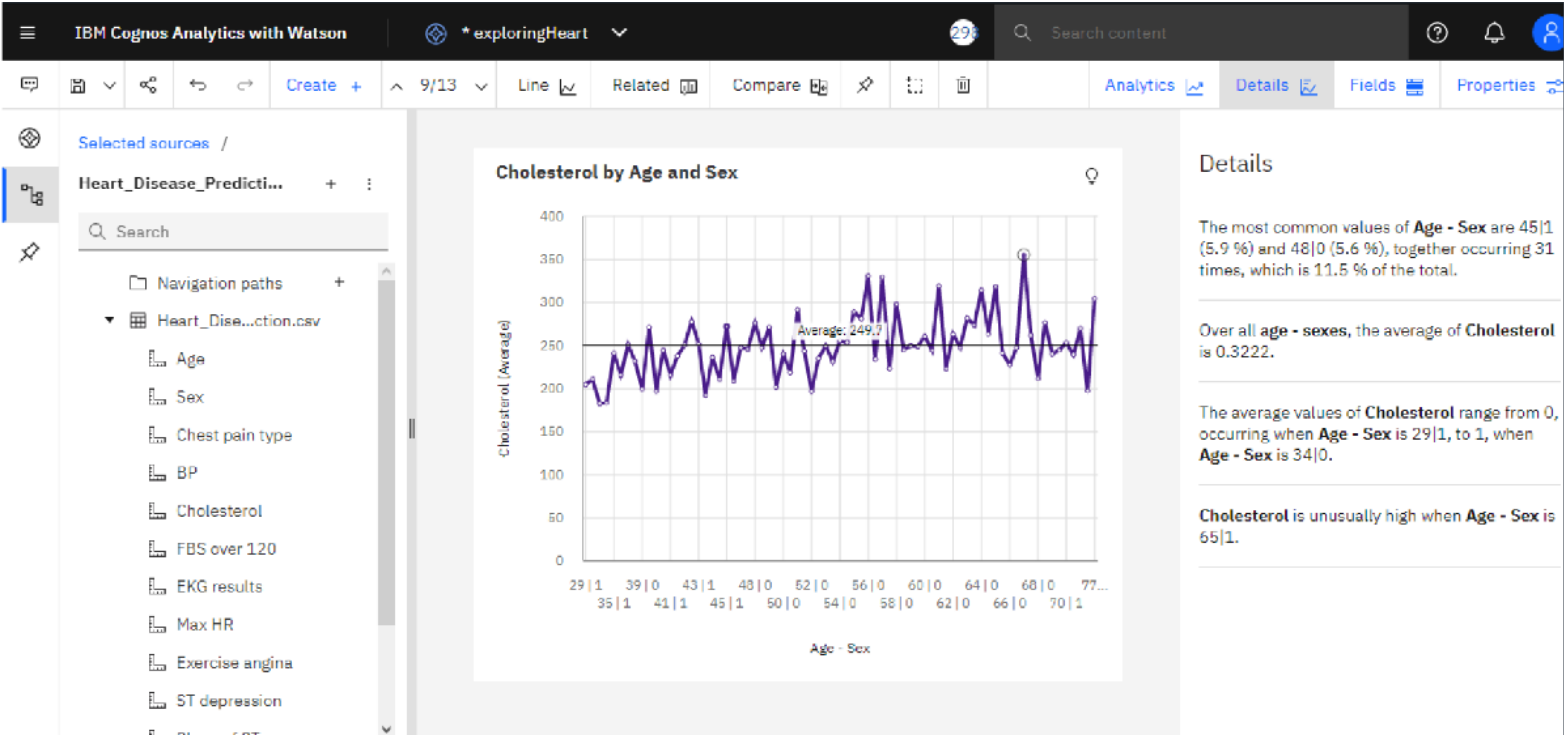 IBM Cognos Analytics with Watson
* exploringHeart
Search content
Create +
9/13
Line
Related
Compare
Analytics
Details
Fields
Properties
Selected sources /
Heart_Disease_Predicti...
Search
Navigation paths
Heart_Dise...ction.csv
Age
Sex
Chest pain type
BP
Cholesterol
FBS over 120
EKG results
Max HR
Exercise angina
ST depression
Cholesterol by Age and Sex
400
350
300
250
200
150
100
50
0
Cholesterol (Average)
Average: 249.7
29|1 39|0 43|1 48|0 52|0 56|0 60|0 64|0 68|0 77...
35|1 41|1 45|1 50|0 54|0 58|0 62|0 66|0 70|1
Age - Sex
Details
The most common values of Age - Sex are 45|1
(5.9 %) and 48|0 (5.6 %), together occurring 31
times, which is 11.5 % of the total.
Over all age - sexes, the average of Cholesterol
is 0.3222.
The average values of Cholesterol range from 0,
occurring when Age - Sex is 29|1, to 1, when
Age - Sex is 34|0.
Cholesterol is unusually high when Age - Sex is
65|1.